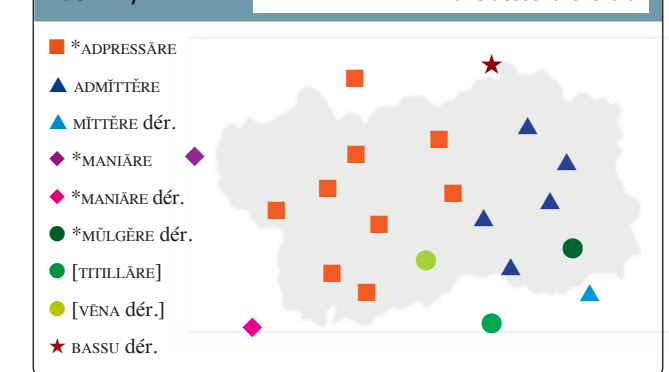 *ADPRESSĀRE
ADMĬTTĔRE
MĬTTĔRE dér.
*MANIĀRE
*MANIĀRE dér.
*MŬLGĔRE dér.
[TITILLĀRE]
[VĒNA dér.]
BASSU dér.